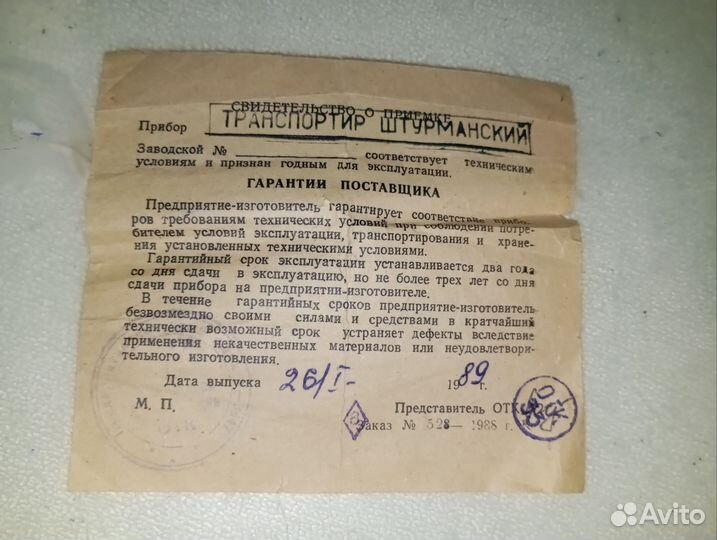 СВИДЕТЕЛЬСТВО О ПРИЕМКЕ
Прибор ТРАНСПОРТИР ШТУРМАНСКИЙ
Заводской № соответствует техническим
условиям и признан годным для эксплуатации.
ГАРАНТИИ ПОСТАВЩИКА
Предприятие-изготовитель гарантирует соответствие прибо-
ров требованиям технических условий при соблюдении потре-
бителем условий эксплуатации, транспортирования и хране-
ния установленных техническими условиями.
Гарантийный срок эксплуатации устанавливается два года
со дня сдачи в эксплуатацию, но не более трех лет со дня
сдачи прибора на предприятии-изготовителе.
В течение гарантийных сроков предприятие-изготовитель
безвозмездно своими силами и средствами в кратчайший
технически возможный срок устраняет дефекты вследствие
применения некачественных материалов или неудовлетвори-
тельного изготовления.
Дата выпуска 26/I- 1989 г.
М. П. Представитель ОТК
Заказ № 528—1988 г.
Avito